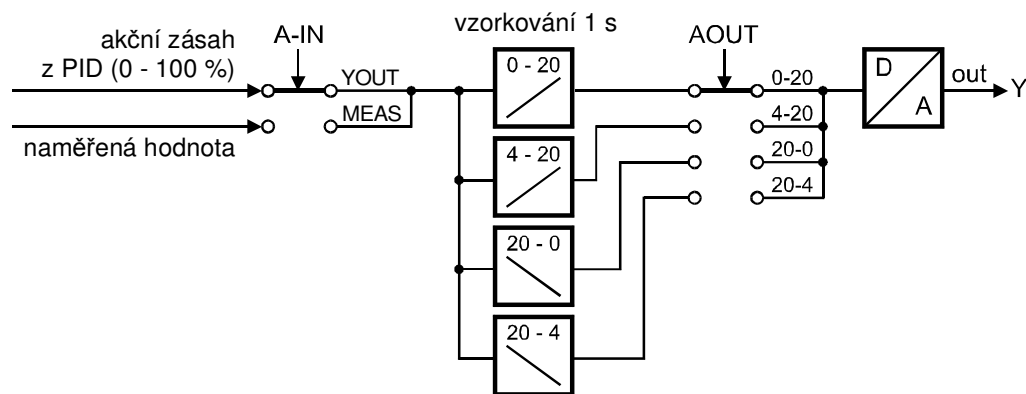 vzorkování 1 s
akční zásah
z PID (0 - 100 %)
A-IN
YOUT
MEAS
naměřená hodnota
0 - 20
4 - 20
20 - 0
20 - 4
AOUT
0-20
4-20
20-0
20-4
D
A
out
Y